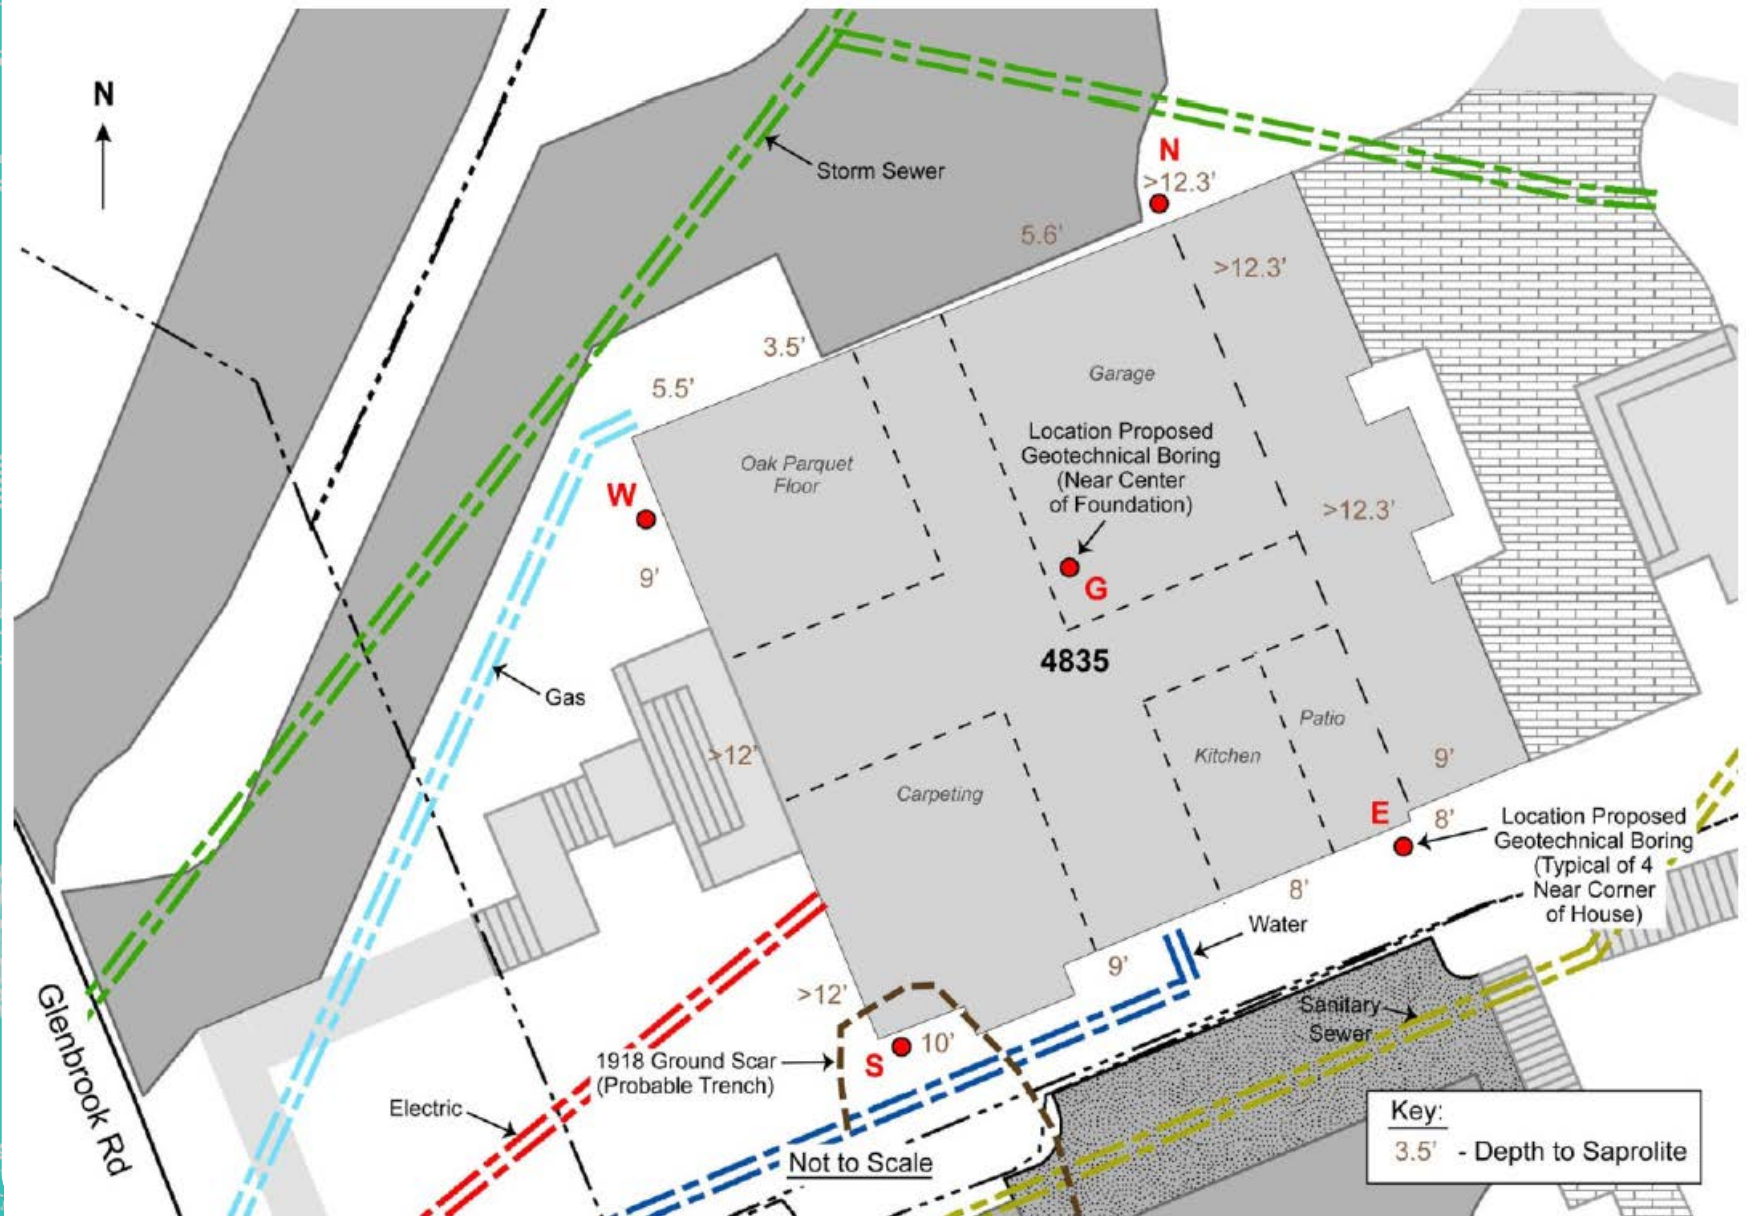 N
Storm Sewer
N
>12.3'
5.6'
>12.3'
3.5'
5.5'
Garage
Oak Parquet
Floor
Location Proposed
Geotechnical Boring
(Near Center
of Foundation)
W
>12.3'
9'
G
4835
Gas
Patio
Kitchen
>12'
Carpeting
9'
E
8'
Location Proposed
Geotechnical Boring
(Typical of 4
Near Corner
of House)
8'
Water
9'
>12'
Sanitary
Sewer
Glenbrook Rd
10'
S
1918 Ground Scar
(Probable Trench)
Electric
Not to Scale
Key:
3.5' - Depth to Saprolite